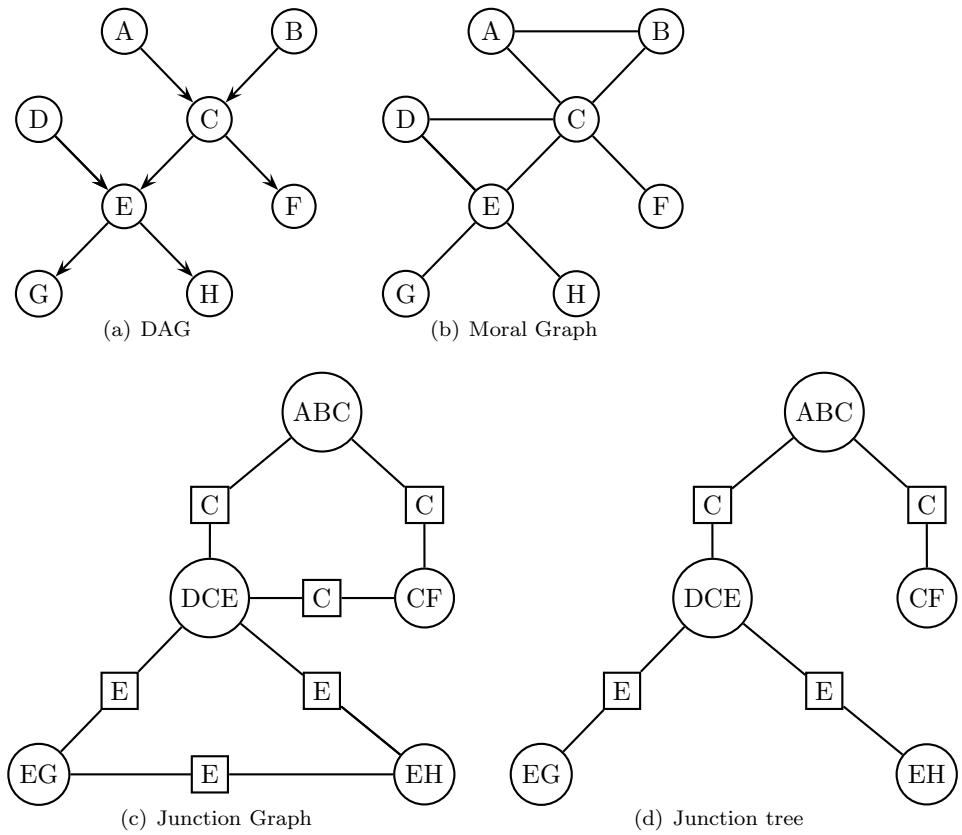 A B
D C
E F
G H
(a) DAG
A B
D C
E F
G H
(b) Moral Graph
ABC
C C
DCE C CF
E E
EG E EH
(c) Junction Graph
ABC
C C
DCE CF
E E
EG EH
(d) Junction tree